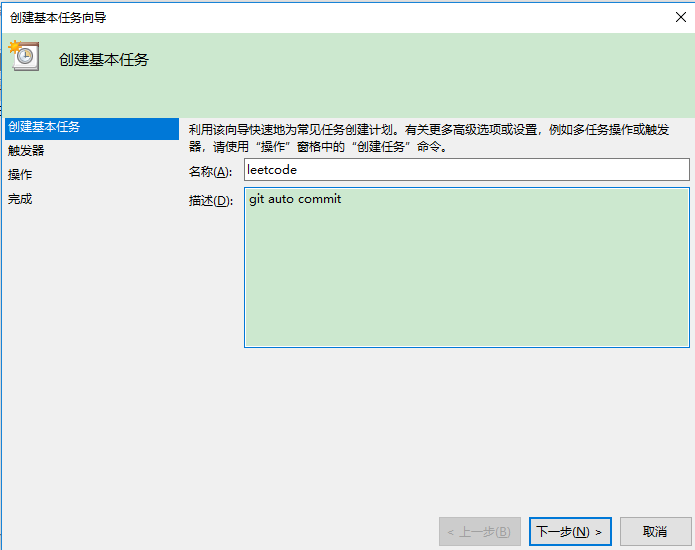 创建基本任务向导
创建基本任务
创建基本任务
触发器
操作
完成
利用该向导快速地为常见任务创建计划。有关更多高级选项或设置，例如多任务操作或触发
器，请使用“操作”窗格中的“创建任务”命令。
名称(A):
leetcode
描述(D):
git auto commit
< 上一步(B)
下一步(N) >
取消